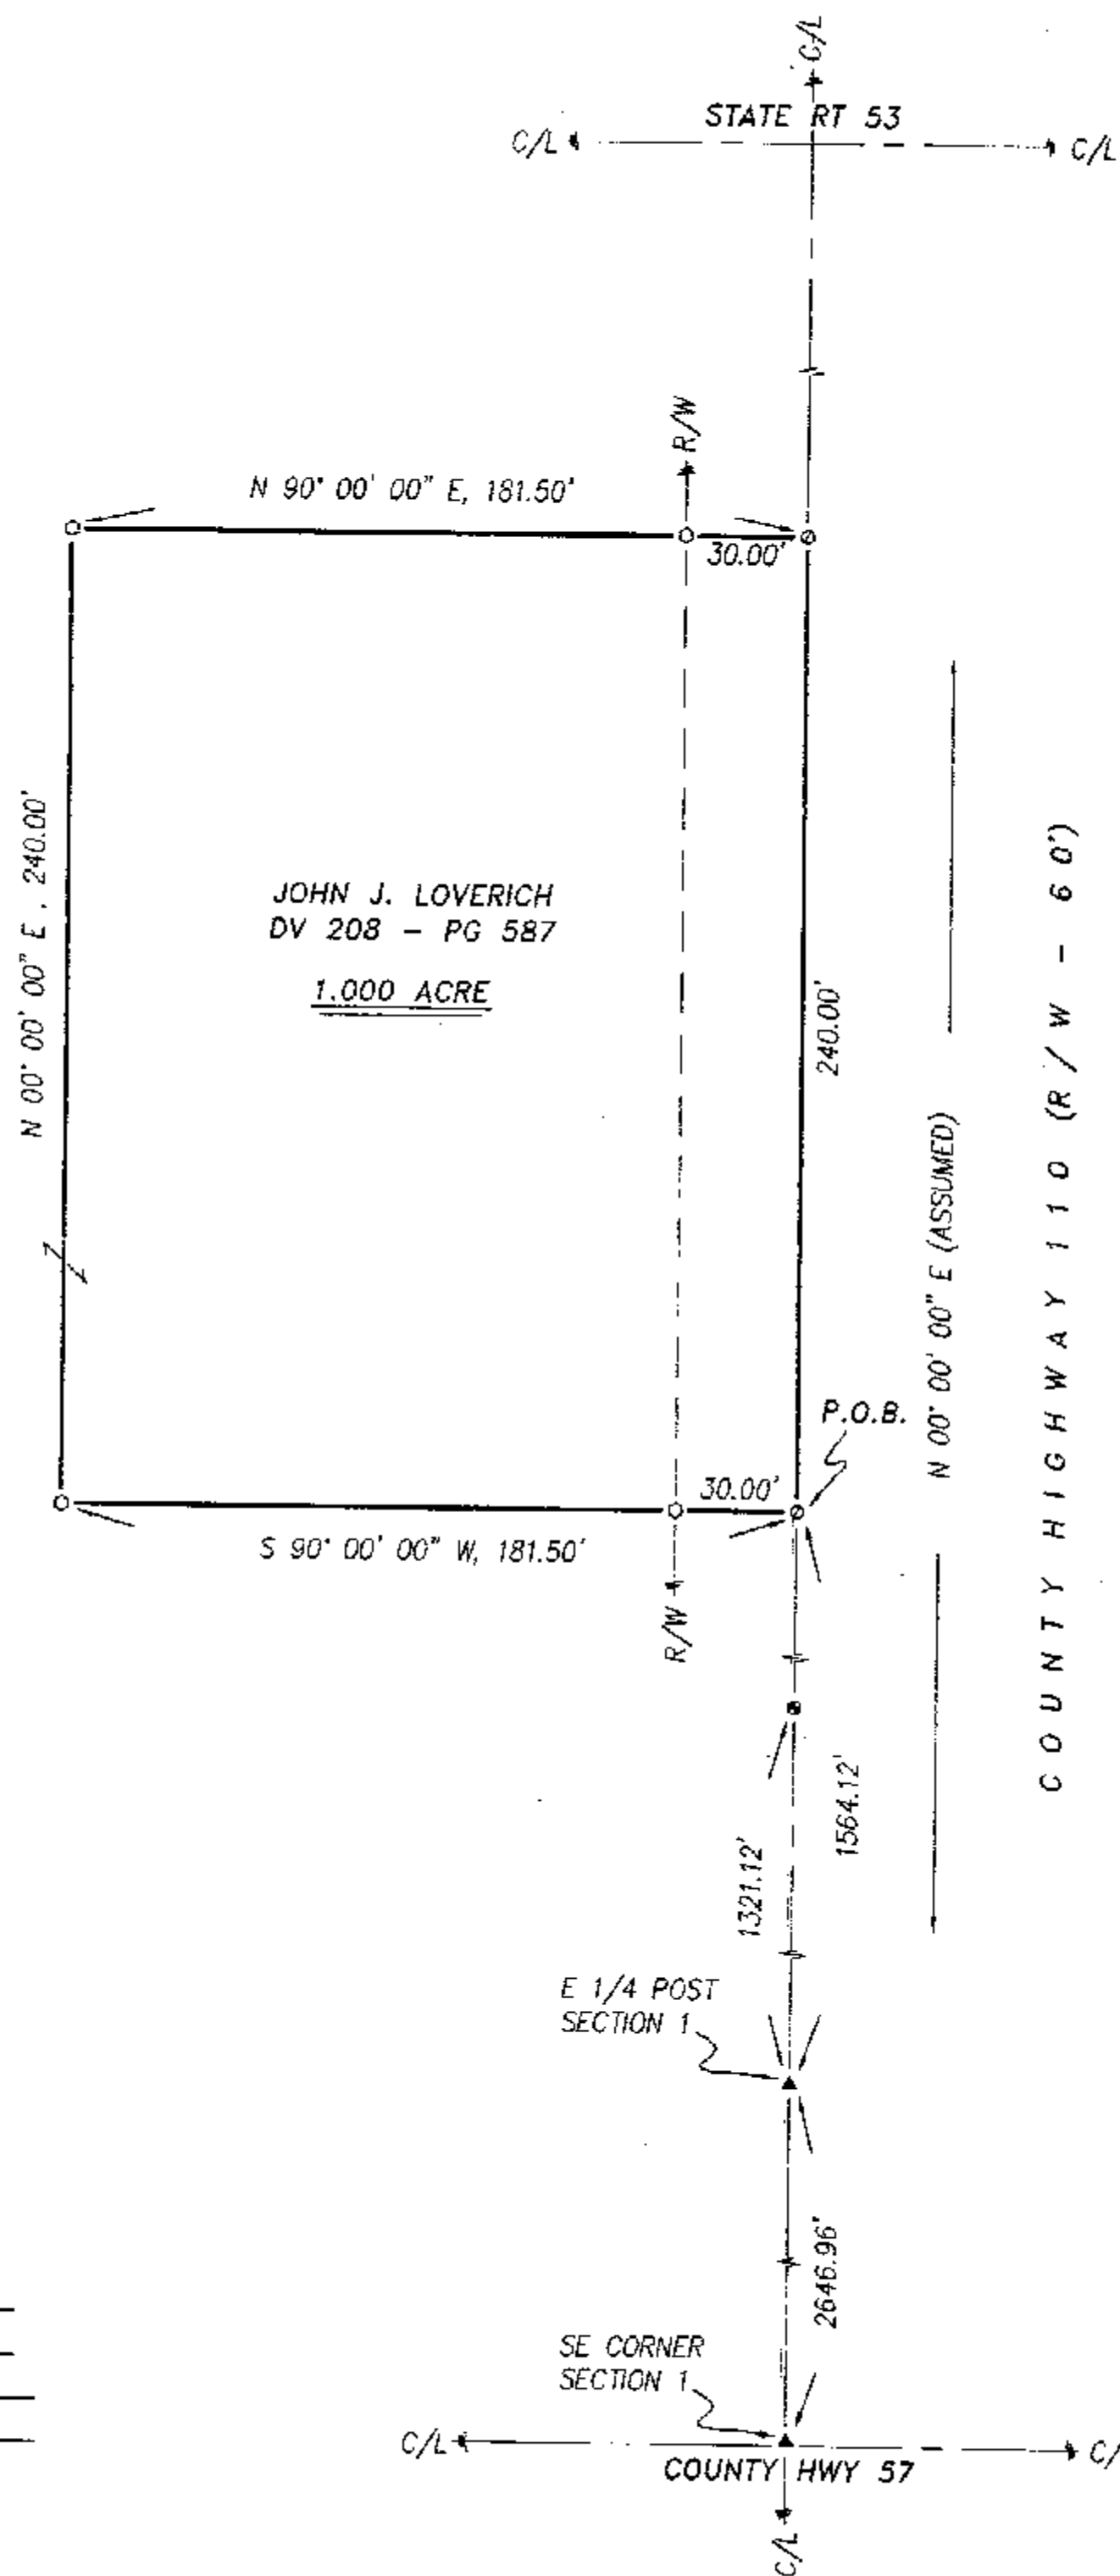 C/L
STATE RT 53
C/L
C/L
R/W
N 90° 00' 00" E, 181.50'
30.00'
N 00° 00' 00" E , 240.00'
JOHN J. LOVERICH
DV 208 - PG 587
1.000 ACRE
240.00'
N 00° 00' 00" E (ASSUMED)
COUNTY HIGHWAY 110 (R/W - 60')
P.O.B.
30.00'
S 90° 00' 00" W, 181.50'
R/W
1321.12'
1564.12'
E 1/4 POST
SECTION 1
2646.96'
SE CORNER
SECTION 1
C/L
C/
COUNTY HWY 57
C/L